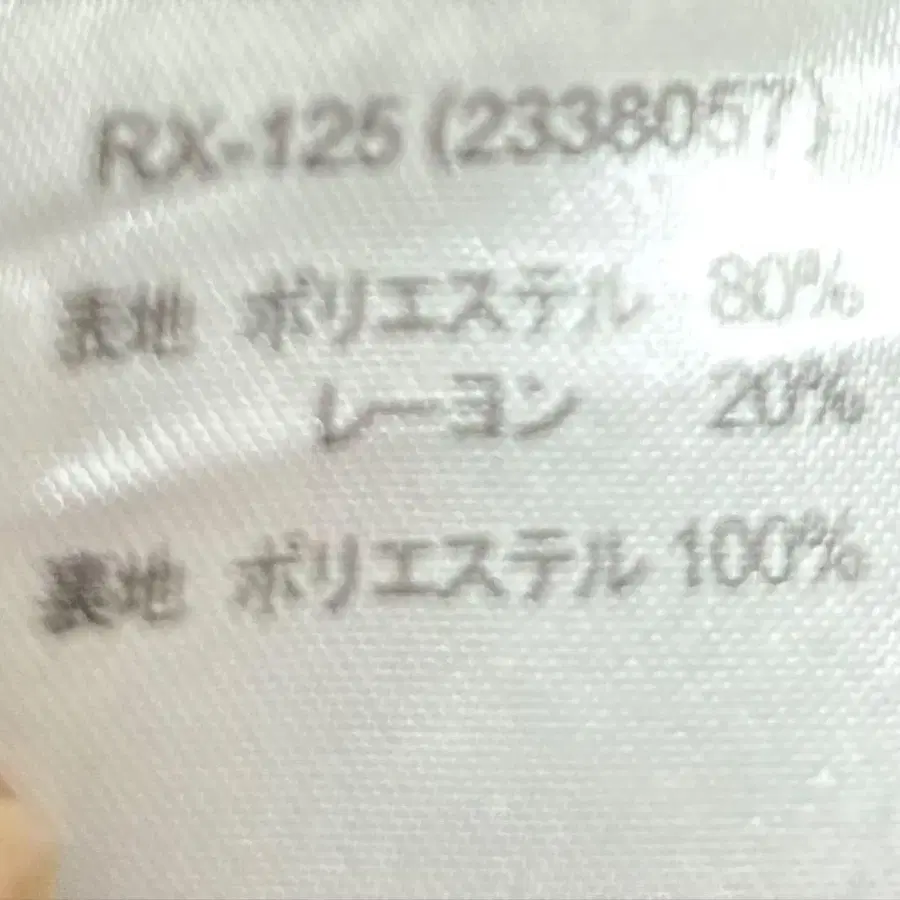 RX-125 (2338057)
表地 ポリエステル 80%
レーヨン 20%
裏地 ポリエステル 100%